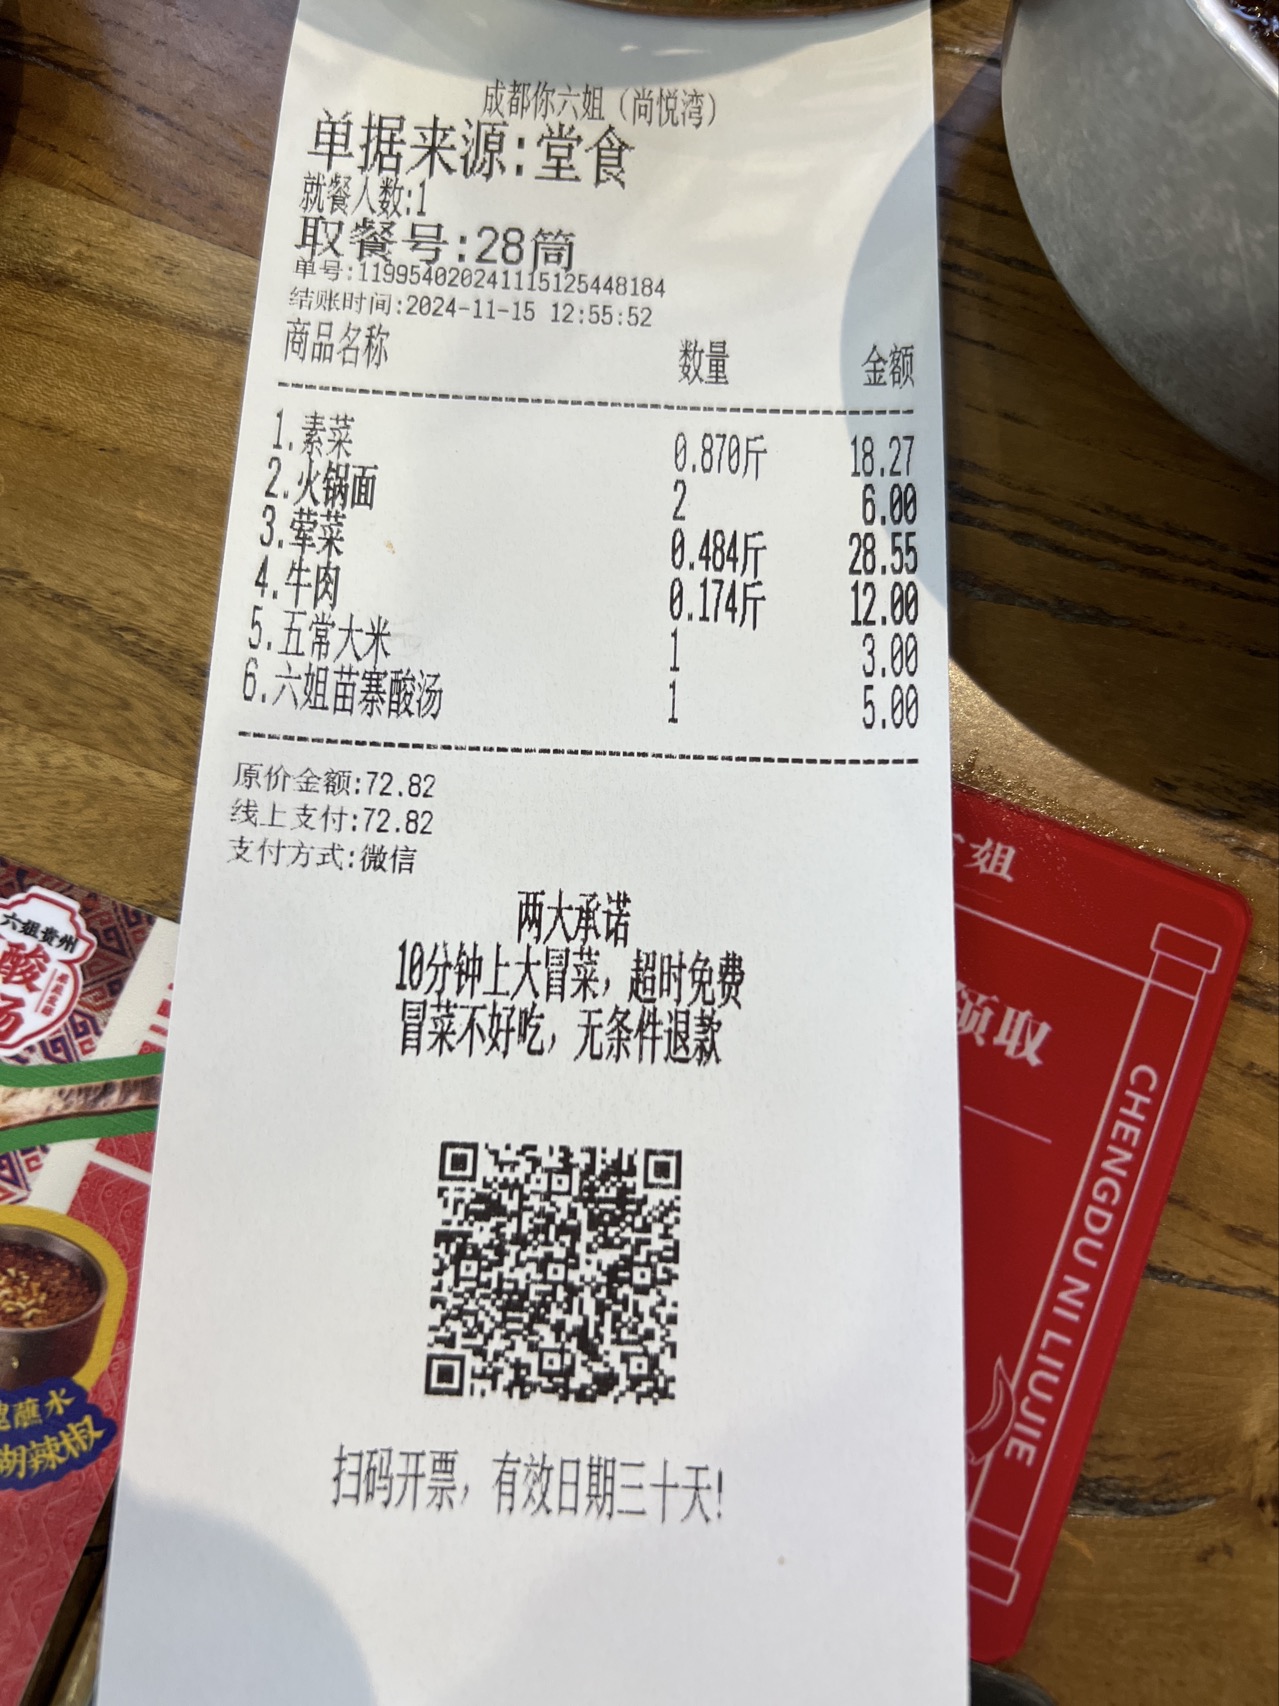 成都你六姐（尚悦湾）
单据来源:堂食
就餐人数:1
取餐号:28筒
单号:11995402024111512544８184
结账时间:2024-11-15 12:55:52
商品名称 数量 金额
1.素菜 0.870斤 18.27
2.火锅面 2 6.00
3.荤菜 0.484斤 28.55
4.牛肉 0.174斤 12.00
5.五常大米 1 3.00
6.六姐苗寨酸汤 1 5.00
原价金额:72.82
线上支付:72.82
支付方式:微信
两大承诺
10分钟上大冒菜，超时免费
冒菜不好吃，无条件退款
扫码开票，有效日期三十天!
六姐贵州
酸
汤
蘸水
胡辣椒
姐
领取
CHENGDU NI LIUJIE